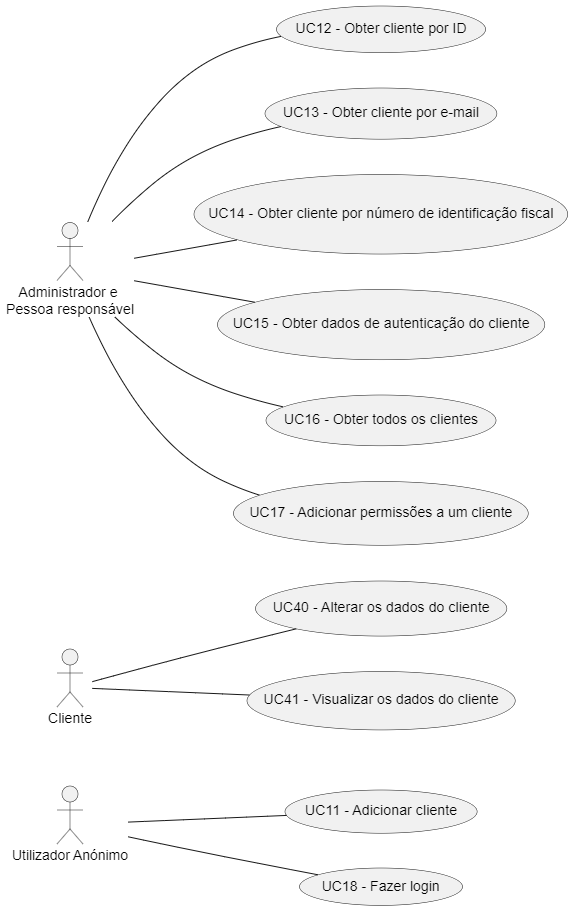 UC12 - Obter cliente por ID
UC13 - Obter cliente por e-mail
UC14 - Obter cliente por número de identificação fiscal
Administrador e
Pessoa responsável
UC15 - Obter dados de autenticação do cliente
UC16 - Obter todos os clientes
UC17 - Adicionar permissões a um cliente
UC40 - Alterar os dados do cliente
UC41 - Visualizar os dados do cliente
Cliente
UC11 - Adicionar cliente
Utilizador Anónimo
UC18 - Fazer login